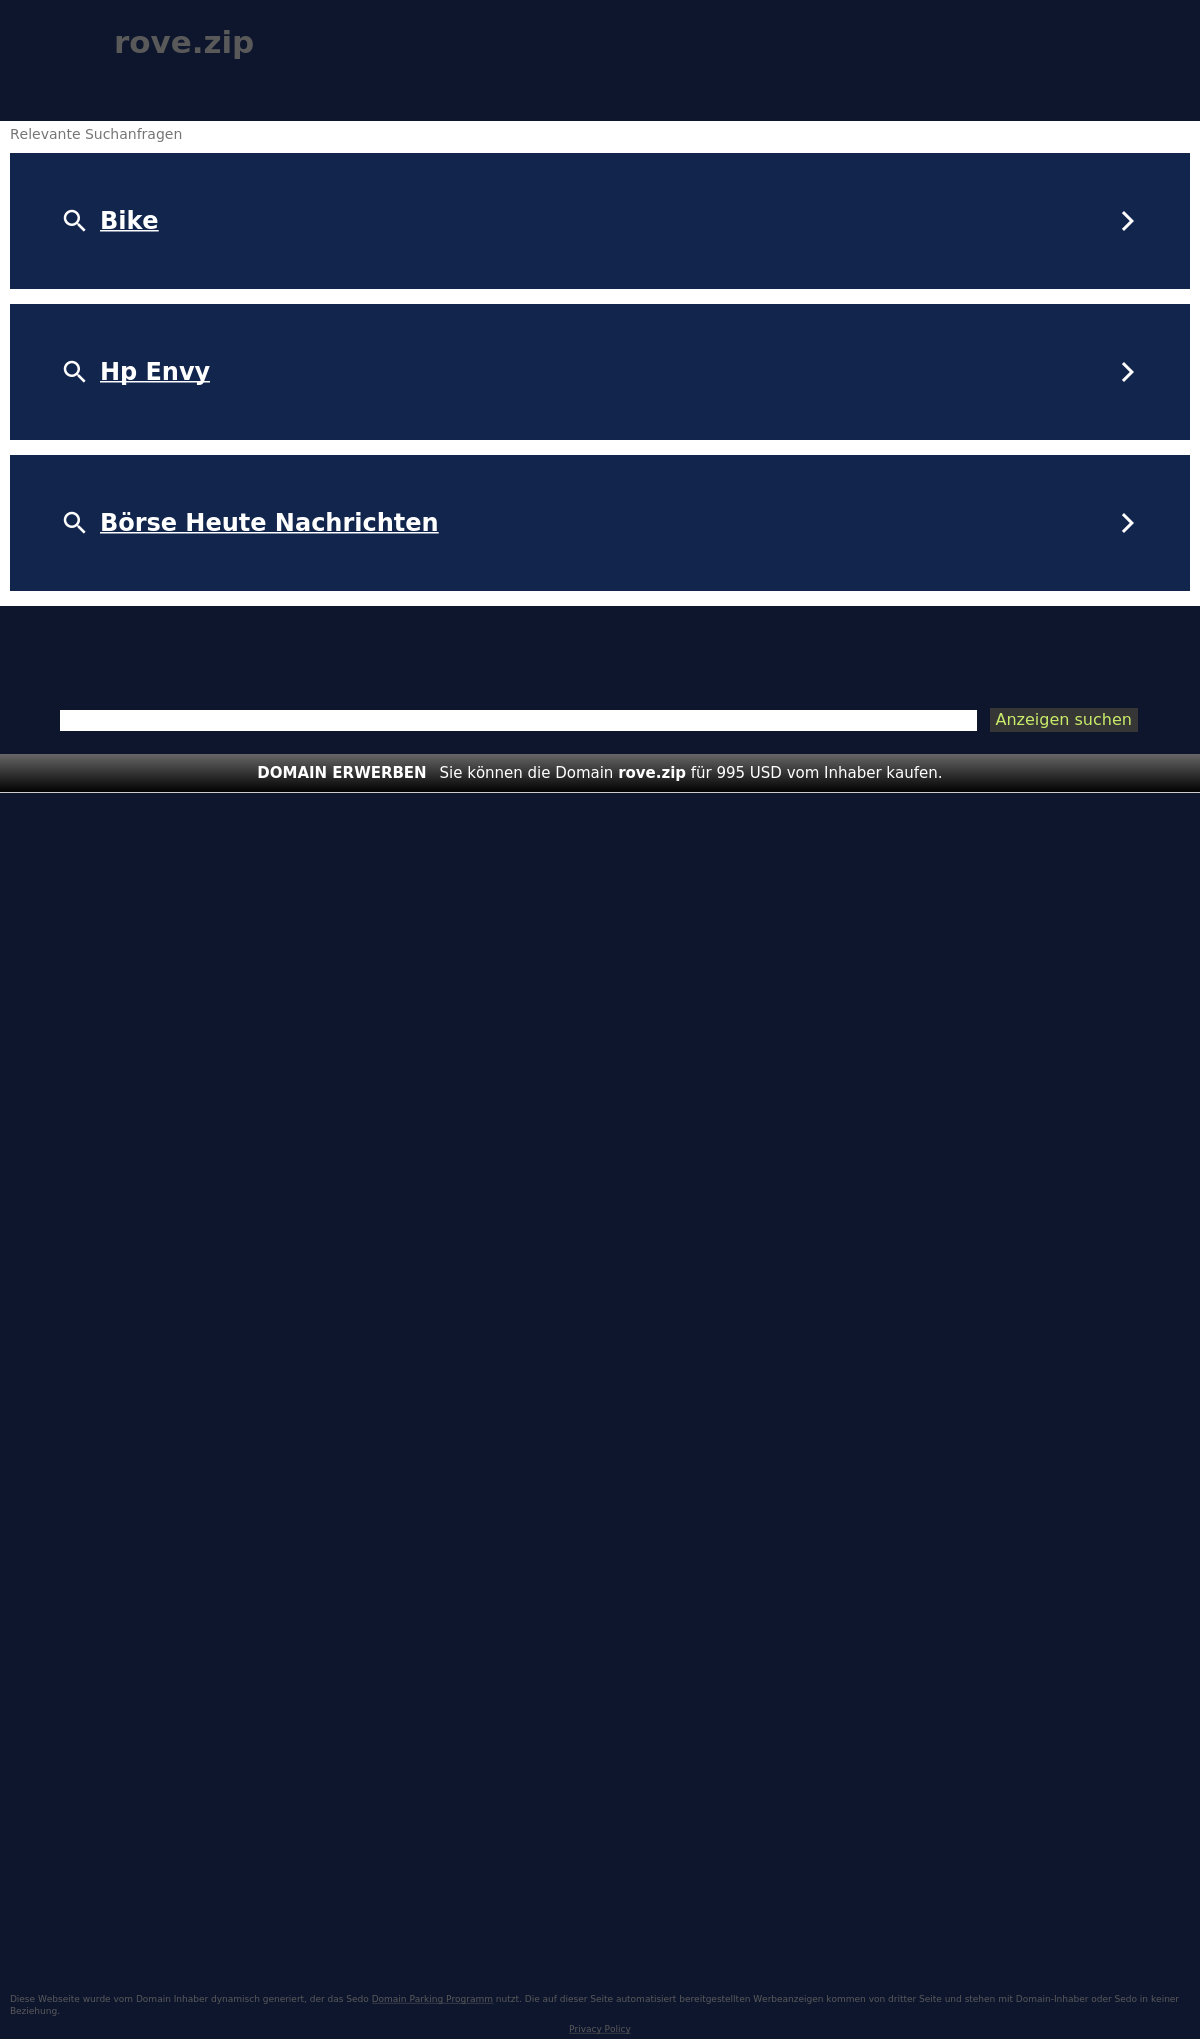 rove.zip
Relevante Suchanfragen
Bike
Hp Envy
Börse Heute Nachrichten
Anzeigen suchen
DOMAIN ERWERBEN Sie können die Domain rove.zip für 995 USD vom Inhaber kaufen.
Diese Webseite wurde vom Domain Inhaber dynamisch generiert, der das Sedo Domain Parking Programm nutzt. Die auf dieser Seite automatisiert bereitgestellten Werbeanzeigen kommen von dritter Seite und stehen mit Domain-Inhaber oder Sedo in keiner
Beziehung.
Privacy Policy